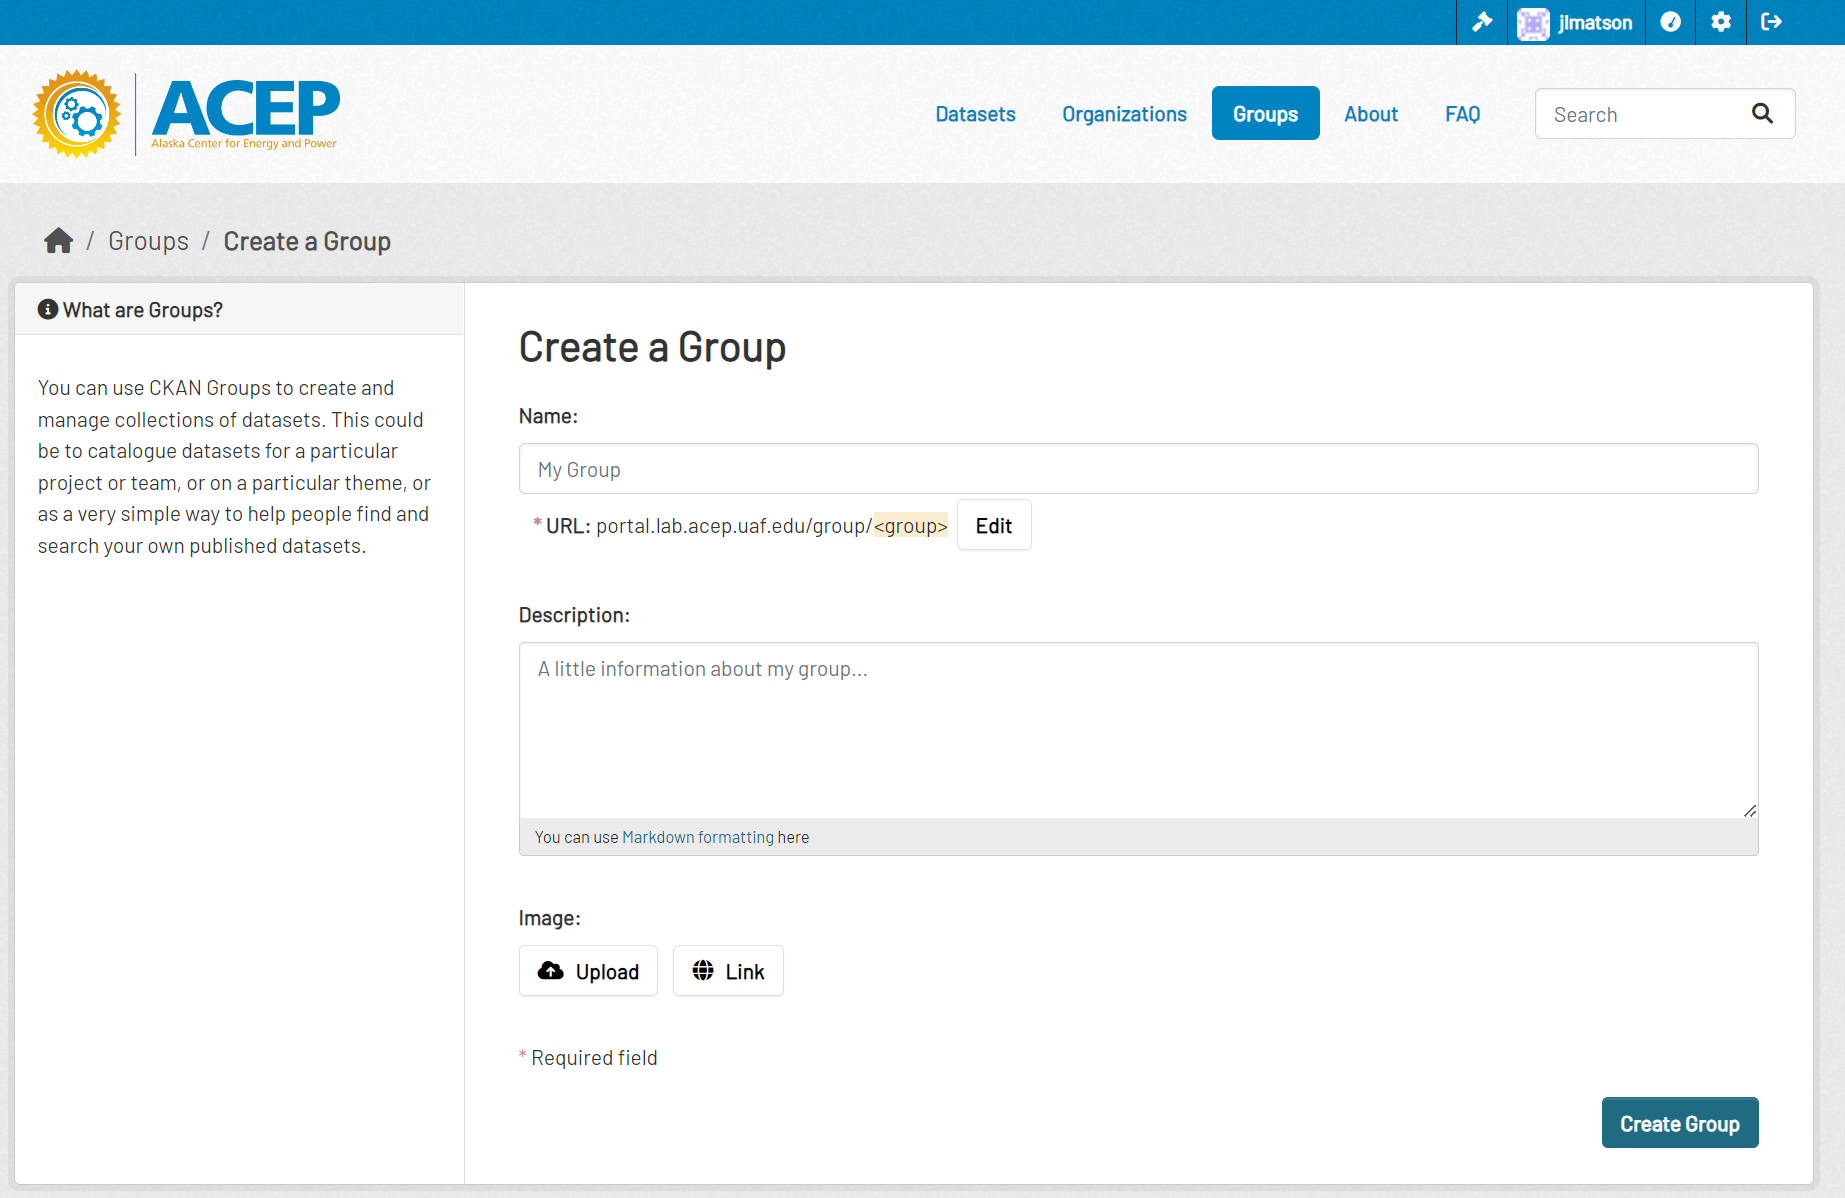 jlmatson
ACEP
Alaska Center for Energy and Power
Datasets
Organizations
Groups
About
FAQ
Search
/ Groups / Create a Group
What are Groups?
You can use CKAN Groups to create and
manage collections of datasets. This could
be to catalogue datasets for a particular
project or team, or on a particular theme, or
as a very simple way to help people find and
search your own published datasets.
Create a Group
Name:
My Group
* URL: portal.lab.acep.uaf.edu/group/<group> Edit
Description:
A little information about my group...
You can use Markdown formatting here
Image:
Upload
Link
* Required field
Create Group